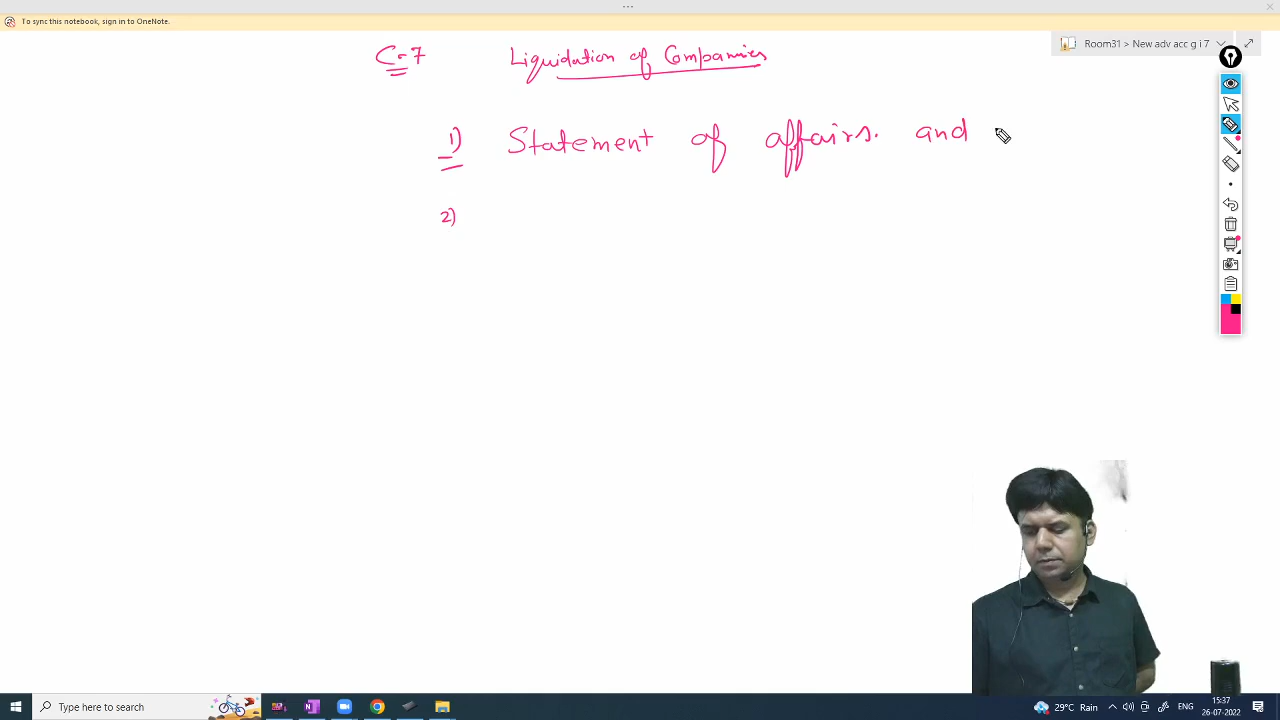 To sync this notebook, sign in to OneNote.
Room31 > New adv acc g i 7
C-7 Liquidation of Companies
1) Statement of affairs. and
2)
Type here to search
29°C Rain
ENG
15:37
26-07-2022